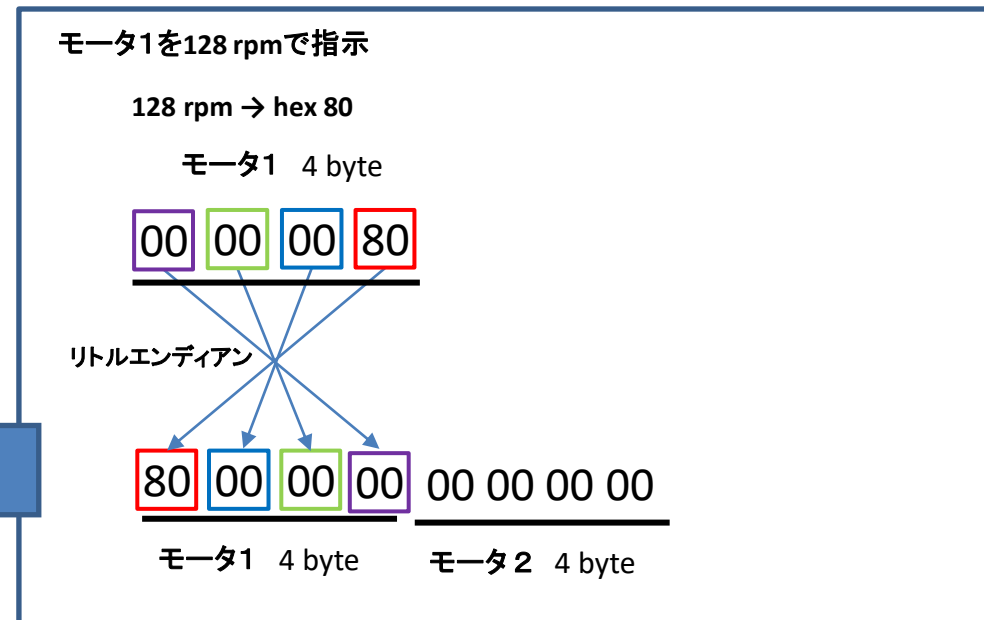 モータ1を128 rpmで指示
128 rpm → hex 80
モータ1 4 byte
00 00 00 80
リトルエンディアン
80 00 00 00 00 00 00 00
モータ1 4 byte モータ２ 4 byte